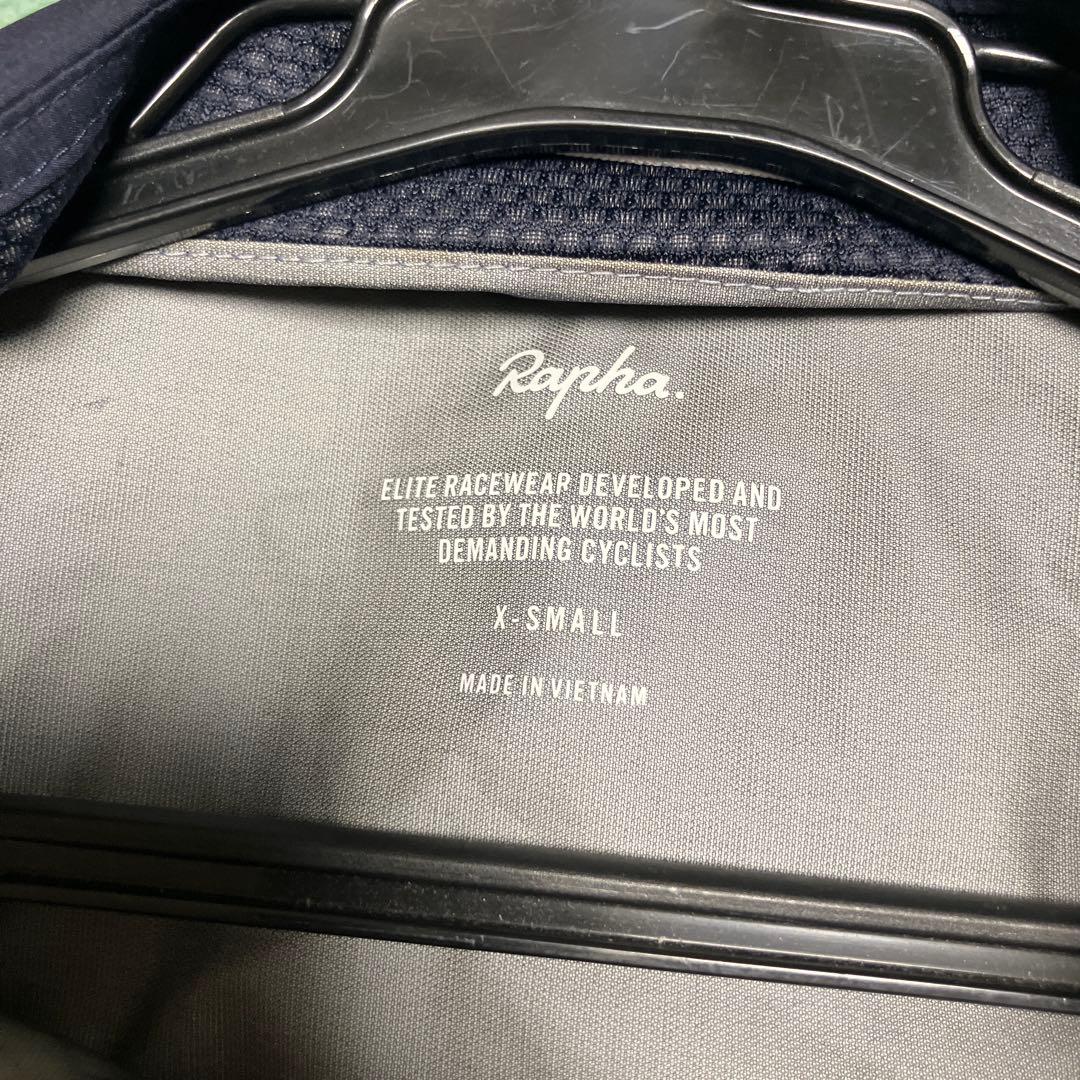 Rapha.
ELITE RACEWEAR DEVELOPED AND
TESTED BY THE WORLD'S MOST
DEMANDING CYCLISTS
X-SMALL
MADE IN VIETNAM